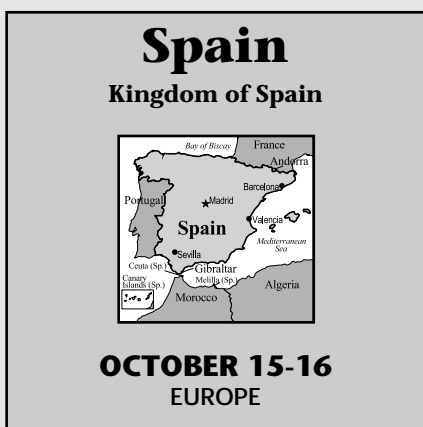 Spain
Kingdom of Spain
Bay of Biscay
France
Andorra
Barcelona
Portugal
Madrid
Valencia
Spain
Mediterranean
Sea
Sevilla
Ceuta (Sp.)
Gibraltar
Canary
Islands (Sp.)
Melilla (Sp.)
Algeria
Morocco
OCTOBER 15-16
EUROPE